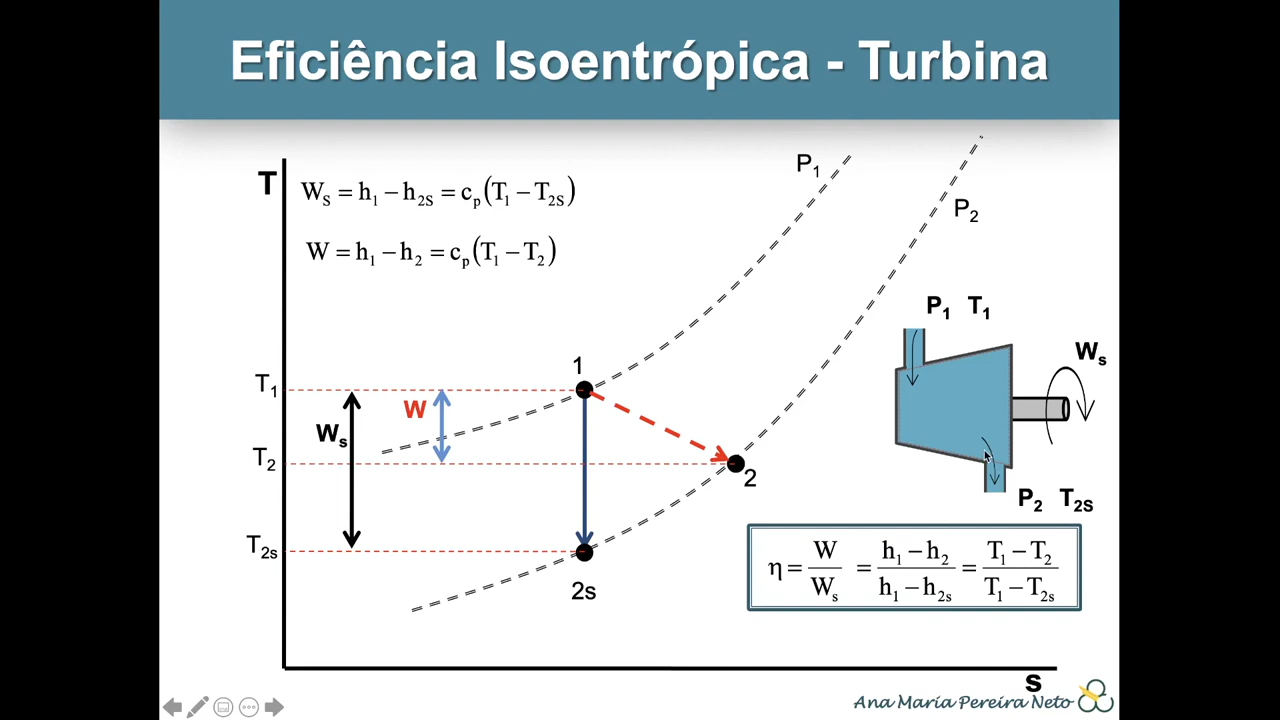 Eficiência Isoentrópica - Turbina
T
W_S = h_1 − h_2S = c_p(T_1 − T_2S)
W = h_1 − h_2 = c_p(T_1 − T_2)
P_1
P_2
P_1 T_1
W_s
1
T_1
W
W_s
T_2
2
P_2 T_2S
T_2s
2s
η = W/W_s = (h_1 − h_2)/(h_1 − h_2s) = (T_1 − T_2)/(T_1 − T_2s)
s
Ana Maria Pereira Neto